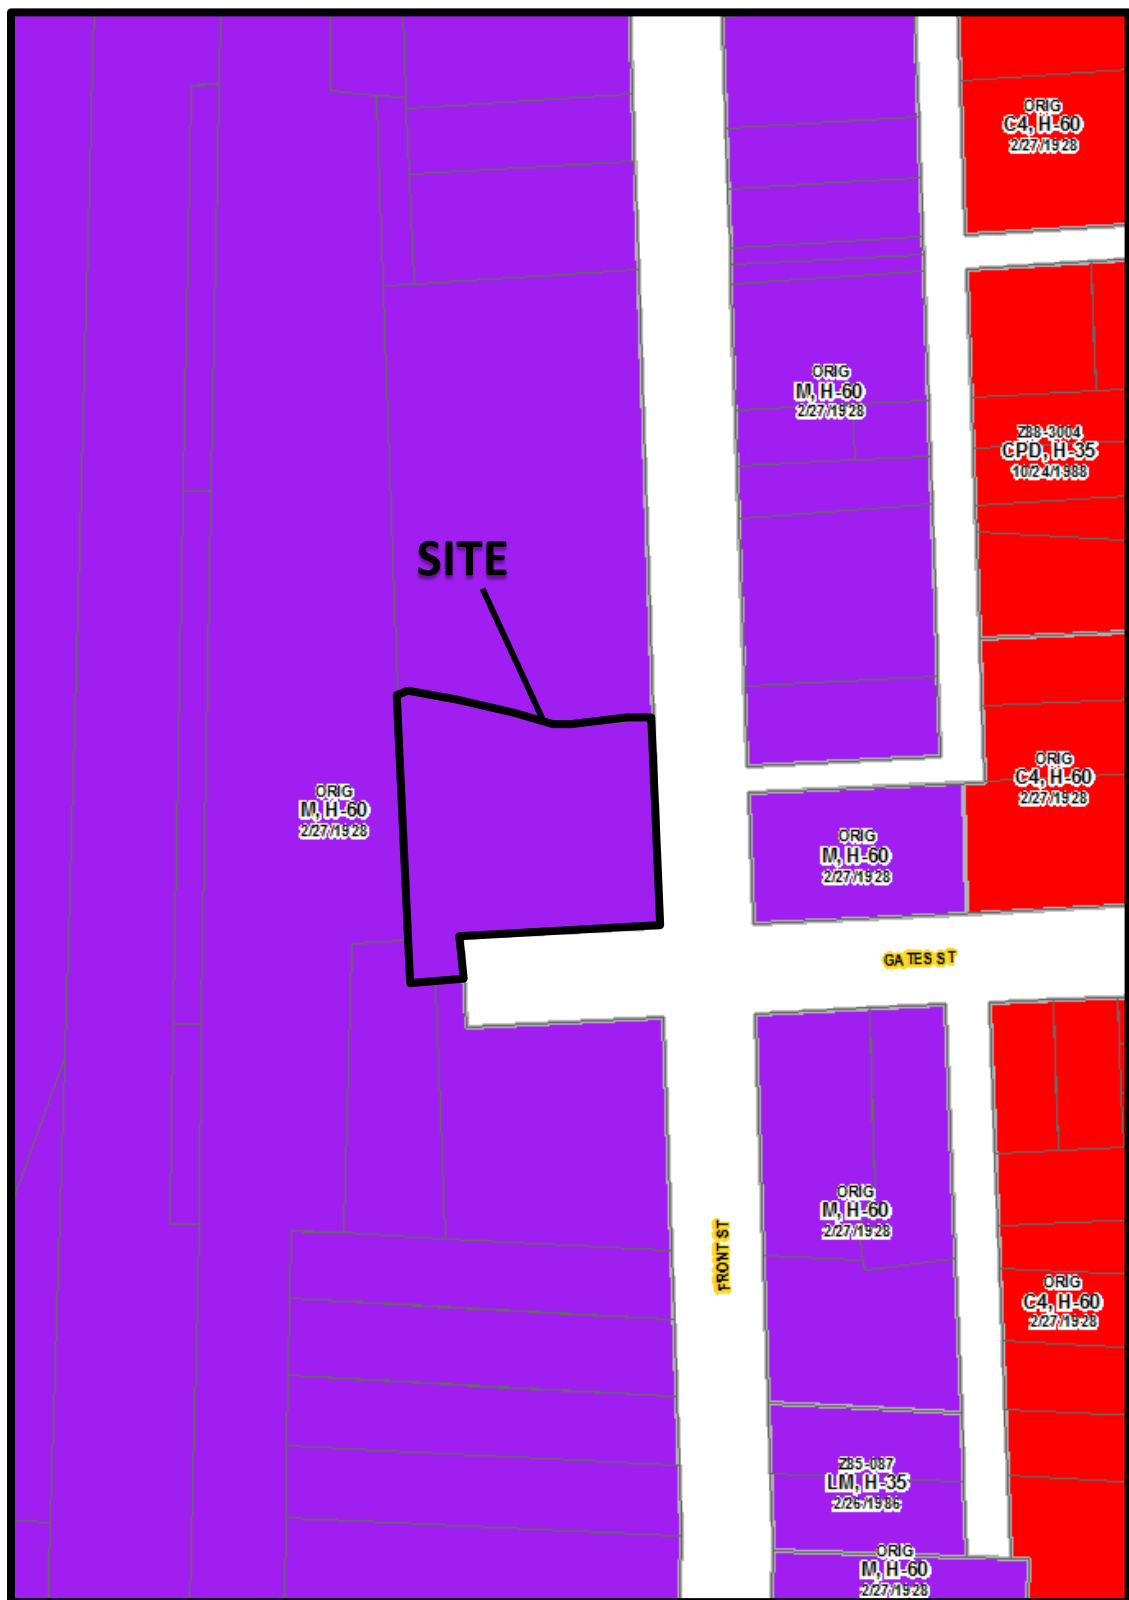 ORIG
C4, H-60
2/27/1928
ORIG
M, H-60
2/27/1928
Z88-3004
CPD, H-35
10/24/1988
SITE
ORIG
M, H-60
2/27/1928
ORIG
C4, H-60
2/27/1928
ORIG
M, H-60
2/27/1928
GATES ST
ORIG
M, H-60
2/27/1928
FRONT ST
ORIG
C4, H-60
2/27/1928
Z85-087
LM, H-35
2/26/1986
ORIG
M, H-60
2/27/1928